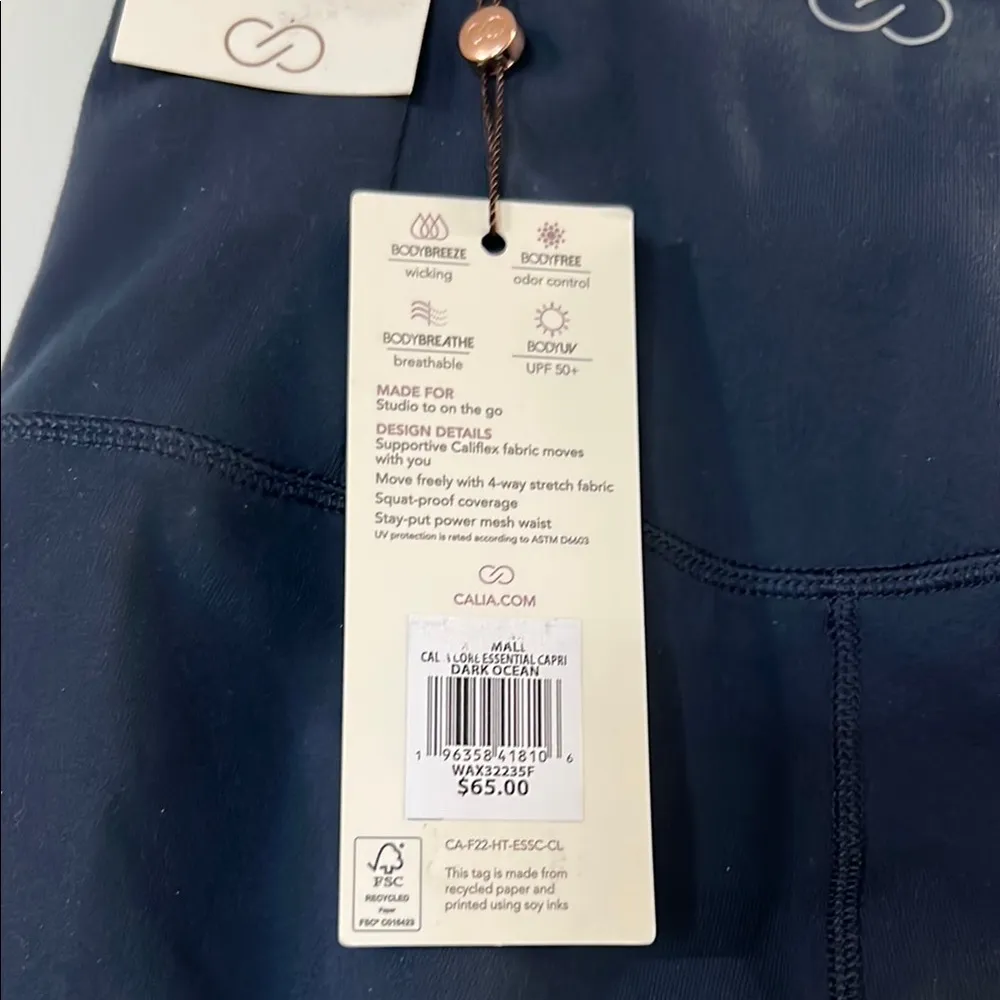 BODYBREEZE
wicking
BODYFREE
odor control
BODYBREATHE
breathable
BODYUV
UPF 50+
MADE FOR
Studio to on the go
DESIGN DETAILS
Supportive Califlex fabric moves
with you
Move freely with 4-way stretch fabric
Squat-proof coverage
Stay-put power mesh waist
UV protection is rated according to ASTM D6603
CALIA.COM
MALL
CAL ESSENTIAL CAPRI
DARK OCEAN
1 96358 41810 6
WAX32235F
$65.00
CA-F22-HT-ESSC-CL
This tag is made from
recycled paper and
printed using soy inks
FSC
RECYCLED
Paper
FSC® C016423